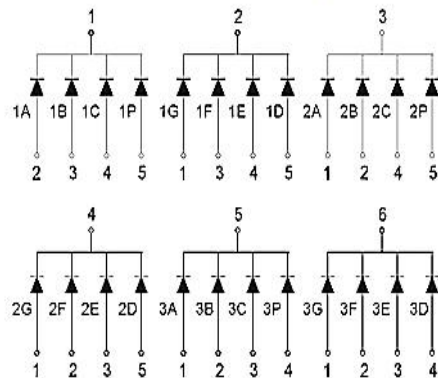 1 2 3
1A 1B 1C 1P 1G 1F 1E 1D 2A 2B 2C 2P
2 3 4 5 1 3 4 5 1 2 4 5
4 5 6
2G 2F 2E 2D 3A 3B 3C 3P 3G 3F 3E 3D
1 2 3 5 1 2 3 4 1 2 3 4